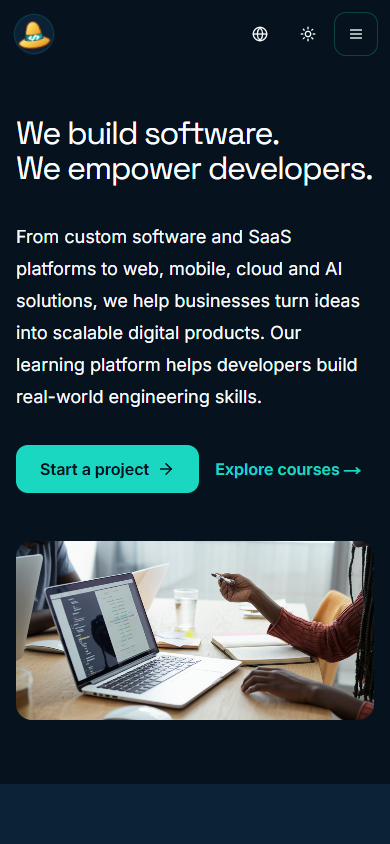 We build software.
We empower developers.
From custom software and SaaS
platforms to web, mobile, cloud and AI
solutions, we help businesses turn ideas
into scalable digital products. Our
learning platform helps developers build
real-world engineering skills.
Start a project →
Explore courses →